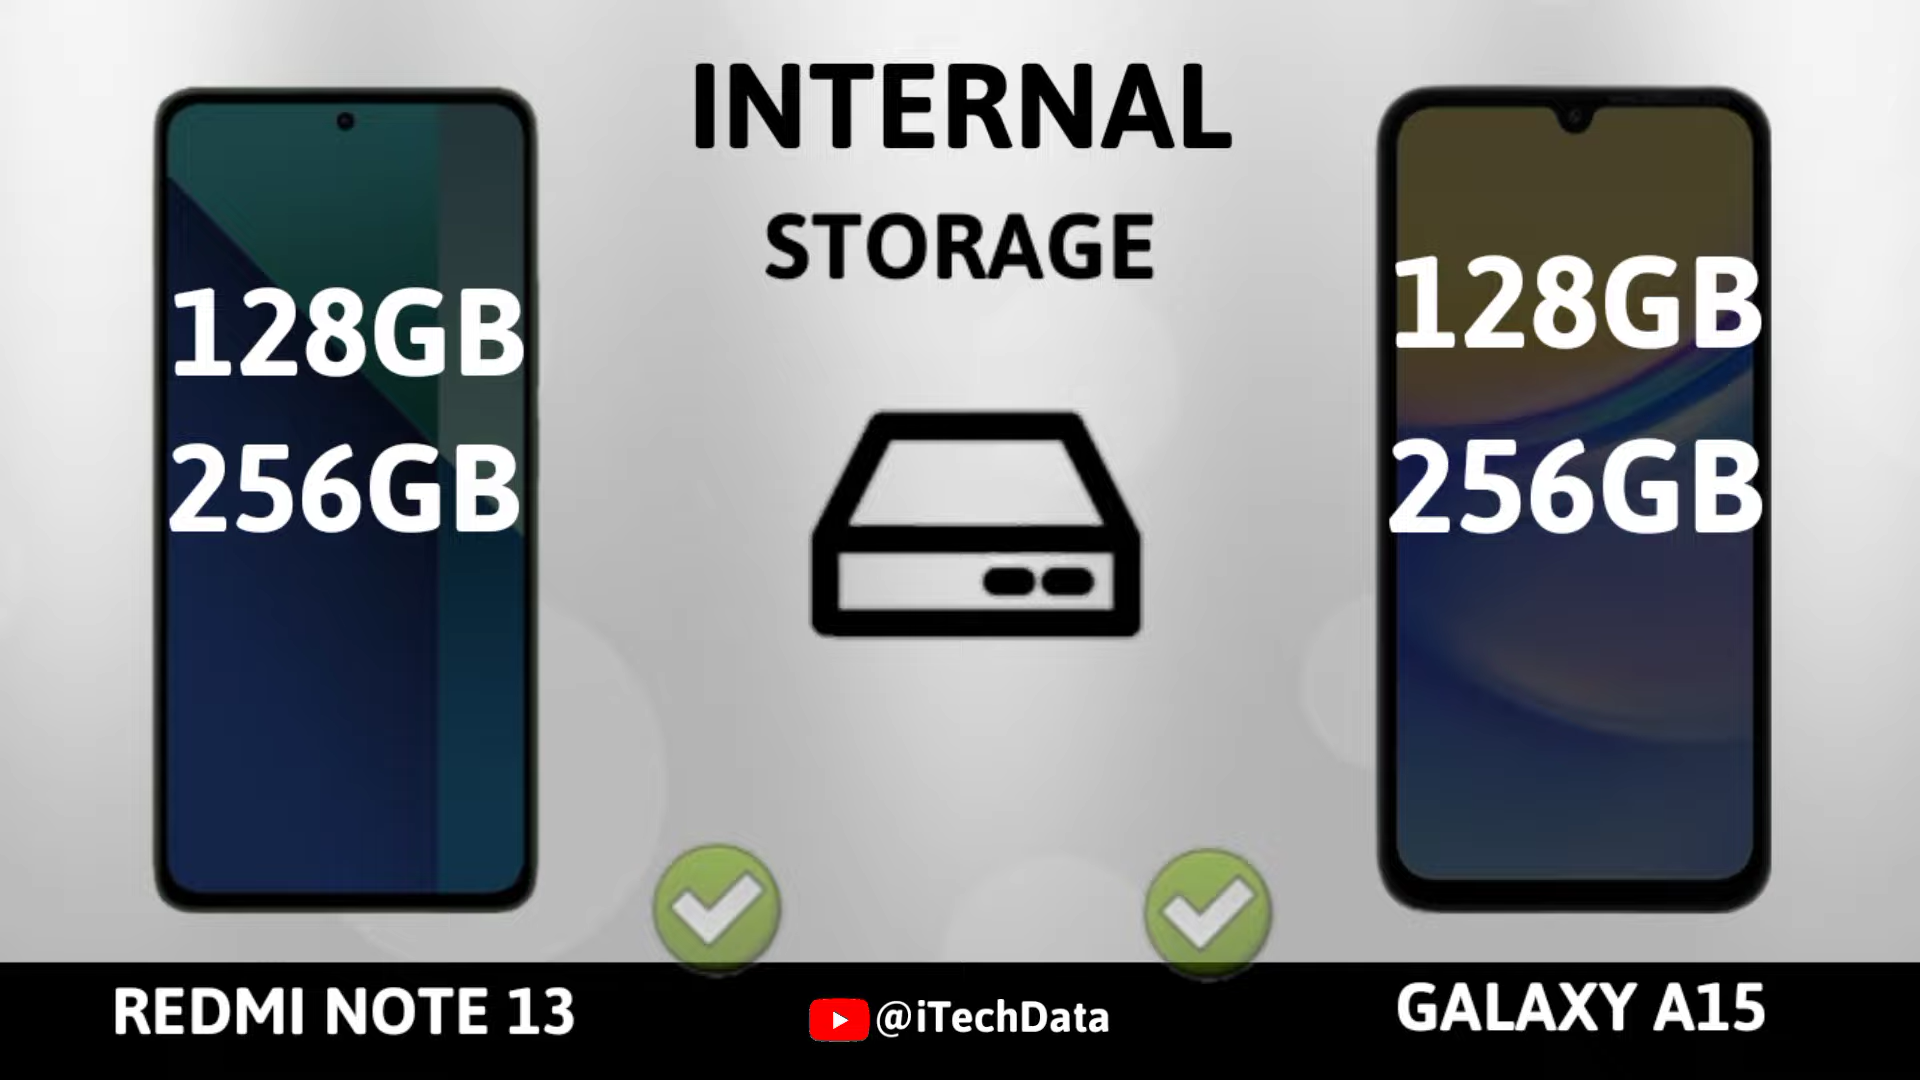 INTERNAL
STORAGE
128GB
256GB
128GB
256GB
REDMI NOTE 13
@iTechData
GALAXY A15